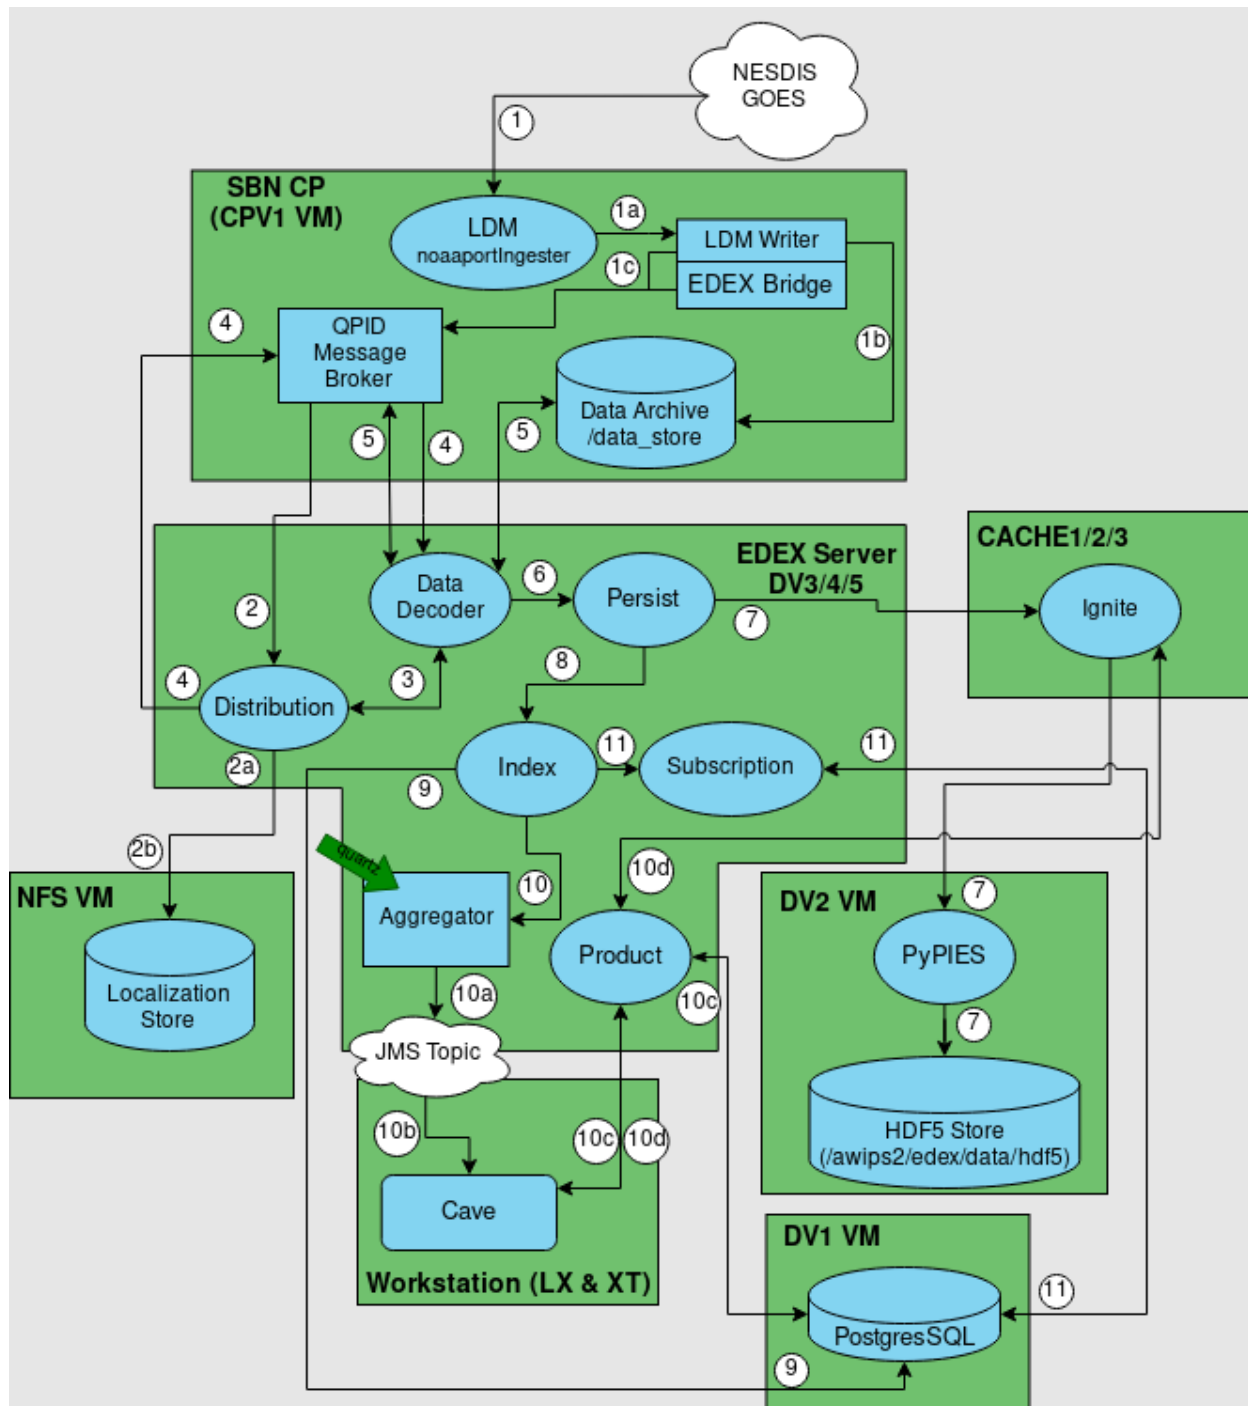 NESDIS
GOES
1
SBN CP
(CPV1 VM)
LDM
noaaportIngester
1a
LDM Writer
EDEX Bridge
1c
1b
4
QPID
Message
Broker
Data Archive
/data_store
5
4
5
EDEX Server
DV3/4/5
CACHE1/2/3
Data
Decoder
6
Persist
7
Ignite
2
8
3
4
Distribution
2a
Index
11
Subscription
11
9
quartz
2b
10
10d
NFS VM
Aggregator
DV2 VM
7
Product
PyPIES
Localization
Store
10a
10c
7
JMS Topic
10b
10c
10d
HDF5 Store
(/awips2/edex/data/hdf5)
Cave
DV1 VM
Workstation (LX & XT)
11
PostgresSQL
9